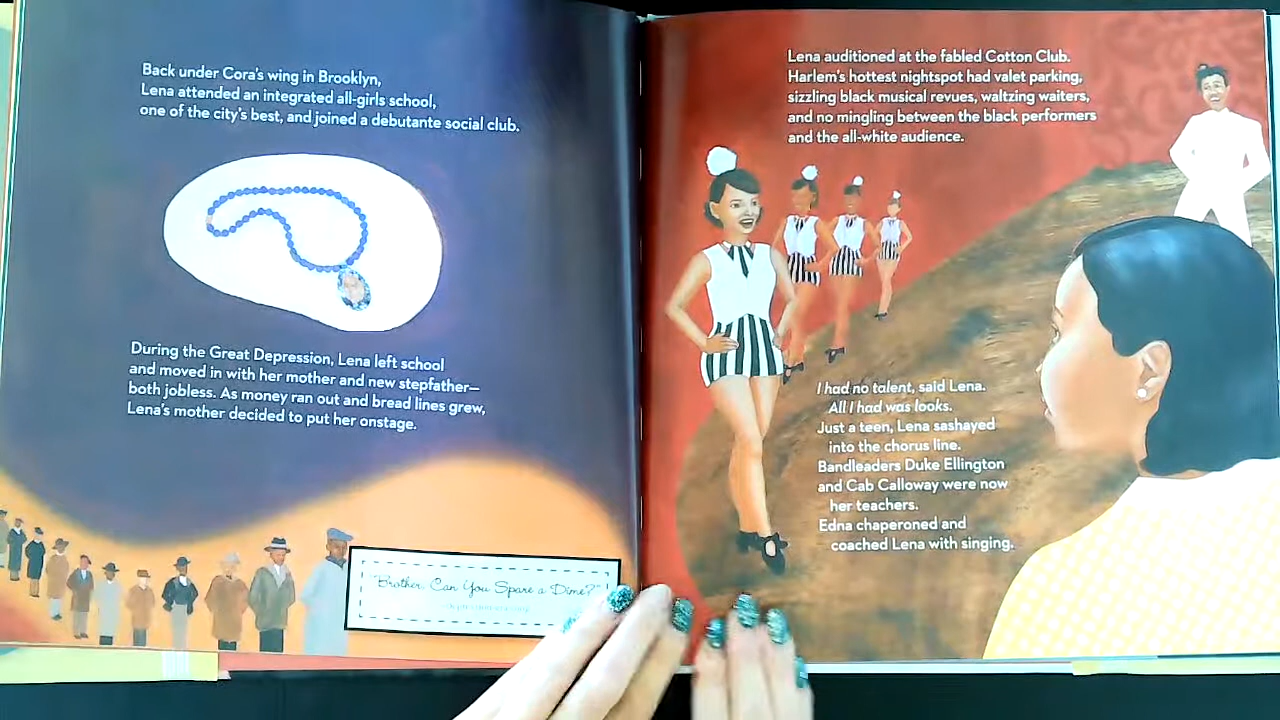 Back under Cora's wing in Brooklyn,
Lena attended an integrated all-girls school,
one of the city's best, and joined a debutante social club.
During the Great Depression, Lena left school
and moved in with her mother and new stepfather—
both jobless. As money ran out and bread lines grew,
Lena's mother decided to put her onstage.
"Brother, Can You Spare a Dime?"
Lena auditioned at the fabled Cotton Club.
Harlem's hottest nightspot had valet parking,
sizzling black musical revues, waltzing waiters,
and no mingling between the black performers
and the all-white audience.
I had no talent, said Lena.
All I had was looks.
Just a teen, Lena sashayed
into the chorus line.
Bandleaders Duke Ellington
and Cab Calloway were now
her teachers.
Edna chaperoned and
coached Lena with singing.